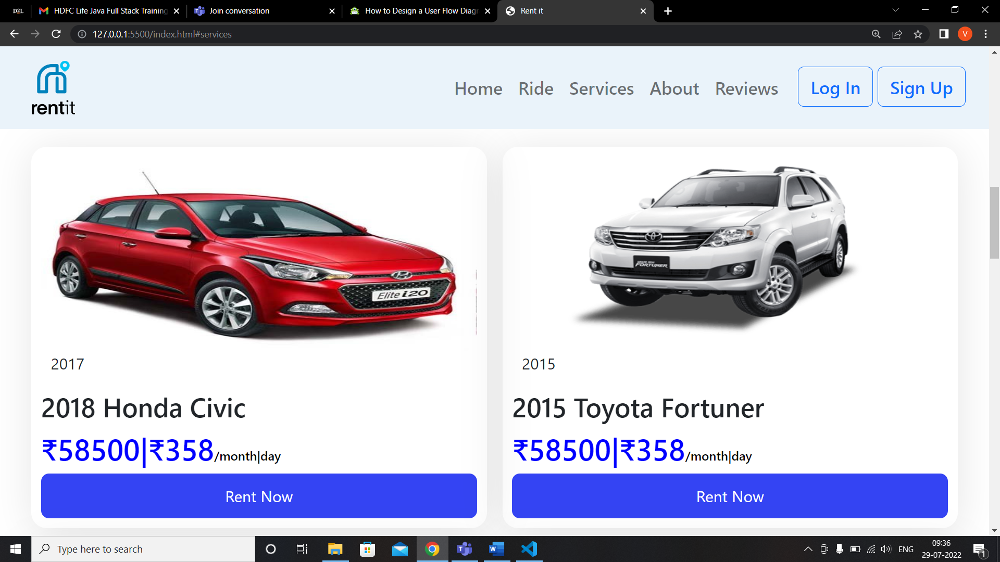 D2L
HDFC Life Java Full Stack Training
Join conversation
How to Design a User Flow Diagr
Rent it
127.0.0.1:5500/index.html#services
V
rentit
Home Ride Services About Reviews Log In Sign Up
Elite i20
FORTUNER
2017
2015
2018 Honda Civic
2015 Toyota Fortuner
₹58500|₹358/month|day
₹58500|₹358/month|day
Rent Now
Rent Now
Type here to search
ENG
09:36
29-07-2022
1